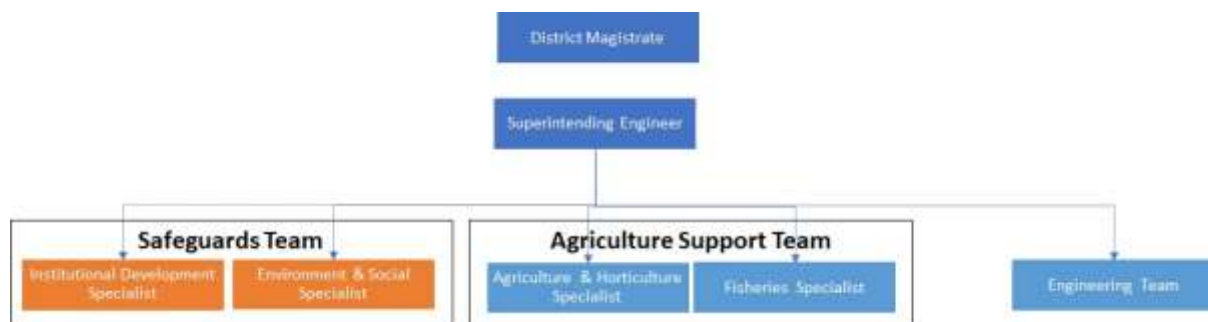 District Magistrate
Superintending Engineer
Safeguards Team
Institutional Development
Specialist
Environment & Social
Specialist
Agriculture Support Team
Agriculture & Horticulture
Specialist
Fisheries Specialist
Engineering Team